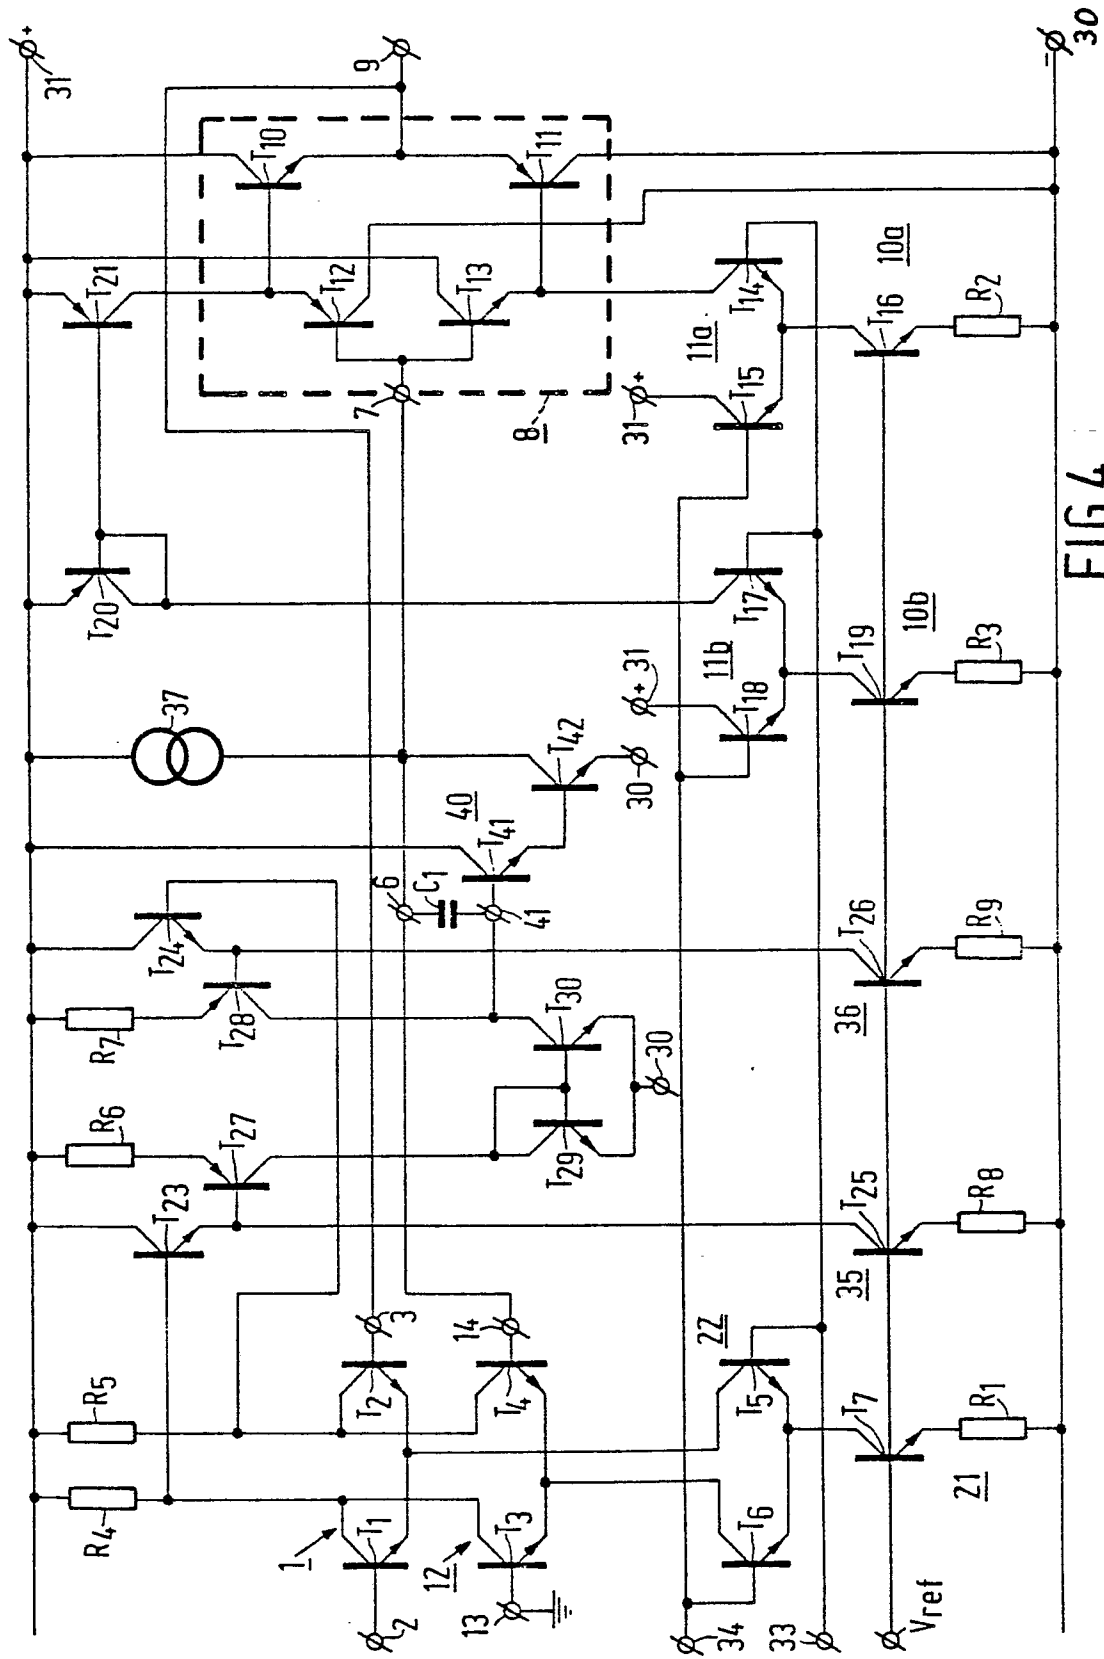 31
+
9
T10
T11
T21
T12
T13
7
8
T14
11a
T15
31
+
10a
T16
R2
T20
T17
11b
T18
+
31
T19
10b
R3
37
T42
30
40
T41
6
C1
41
T24
T28
R7
T30
T29
30
T26
36
R9
R6
T27
T23
T25
35
R8
R5
R4
3
T2
14
T4
1
T1
12
T3
2
13
22
T5
T6
T7
R1
21
34
33
Vref
–
30
FIG.4